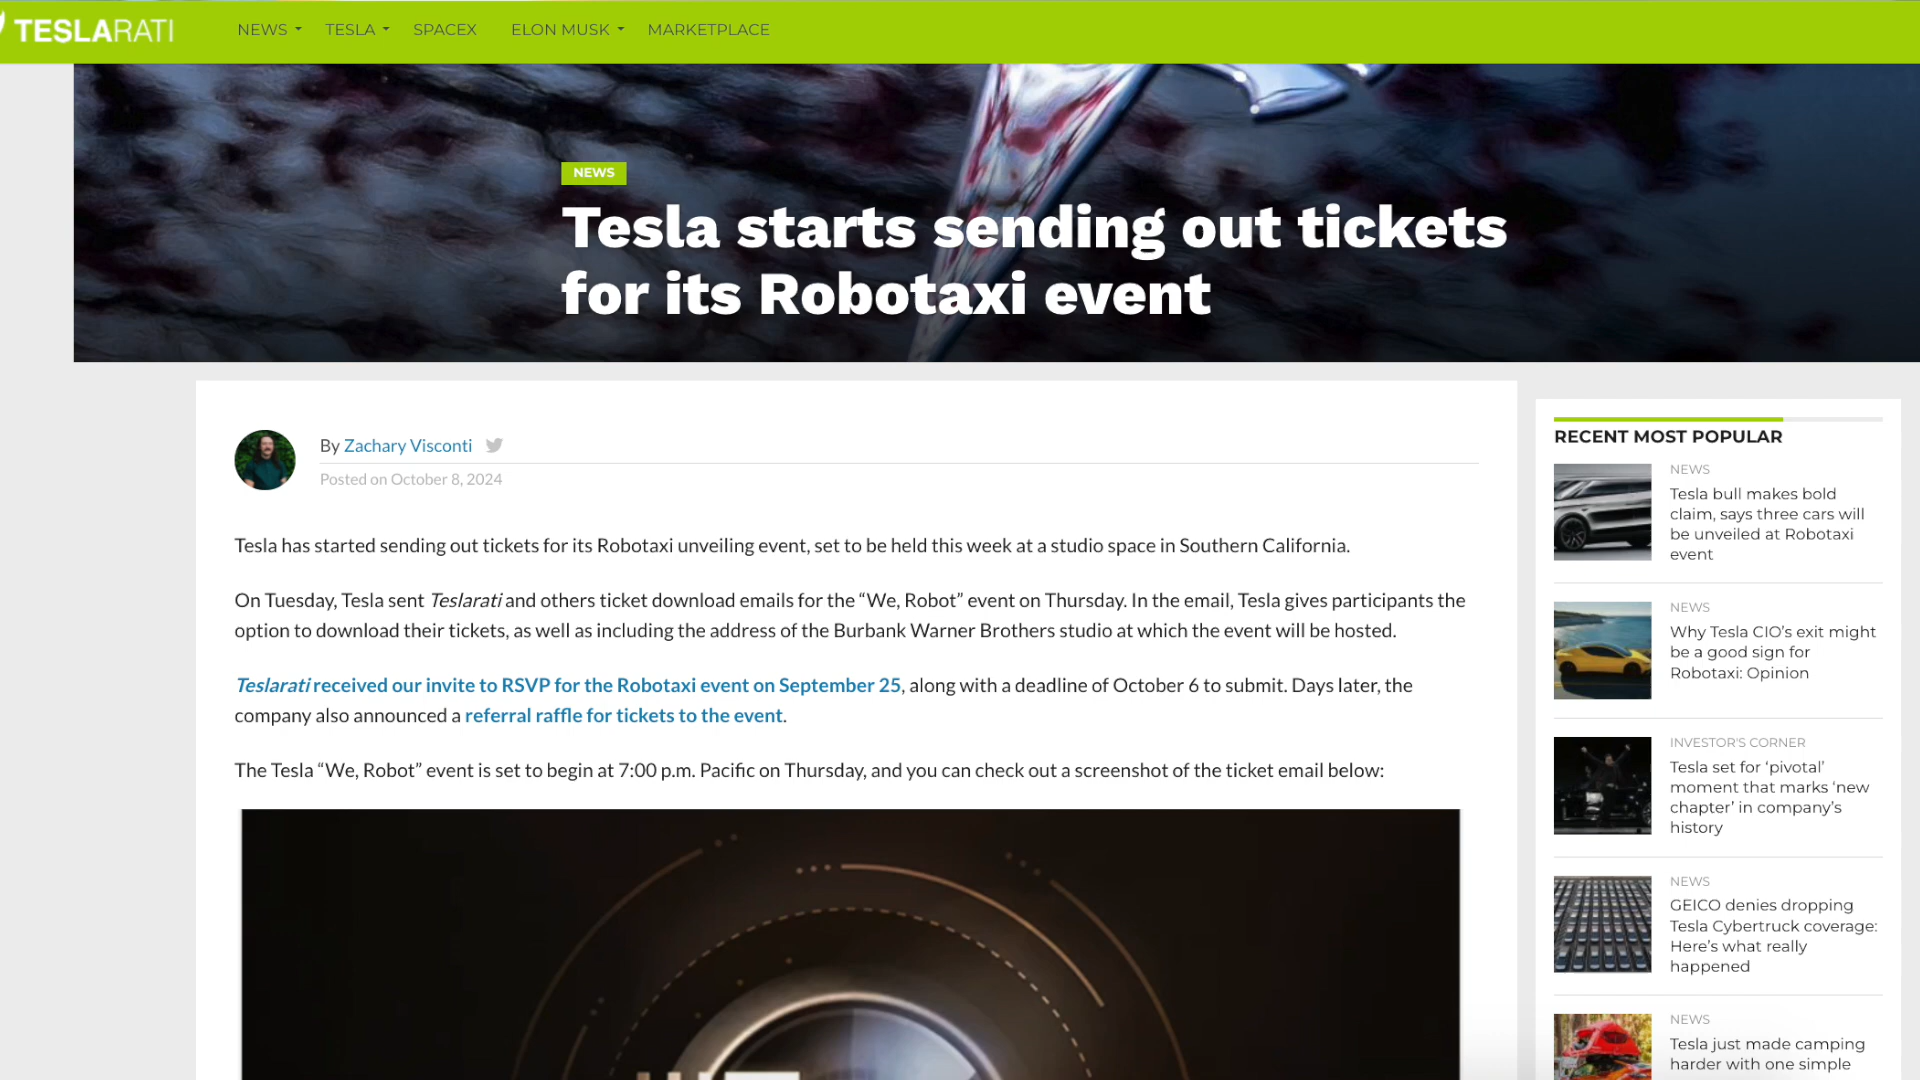 TESLARATI
NEWS
TESLA
SPACEX
ELON MUSK
MARKETPLACE
NEWS
Tesla starts sending out tickets
for its Robotaxi event
By Zachary Visconti
Posted on October 8, 2024
Tesla has started sending out tickets for its Robotaxi unveiling event, set to be held this week at a studio space in Southern California.
On Tuesday, Tesla sent Teslarati and others ticket download emails for the “We, Robot” event on Thursday. In the email, Tesla gives participants the
option to download their tickets, as well as including the address of the Burbank Warner Brothers studio at which the event will be hosted.
Teslarati received our invite to RSVP for the Robotaxi event on September 25, along with a deadline of October 6 to submit. Days later, the
company also announced a referral raffle for tickets to the event.
The Tesla “We, Robot” event is set to begin at 7:00 p.m. Pacific on Thursday, and you can check out a screenshot of the ticket email below:
RECENT MOST POPULAR
NEWS
Tesla bull makes bold
claim, says three cars will
be unveiled at Robotaxi
event
NEWS
Why Tesla CIO’s exit might
be a good sign for
Robotaxi: Opinion
INVESTOR'S CORNER
Tesla set for ‘pivotal’
moment that marks ‘new
chapter’ in company’s
history
NEWS
GEICO denies dropping
Tesla Cybertruck coverage:
Here’s what really
happened
NEWS
Tesla just made camping
harder with one simple